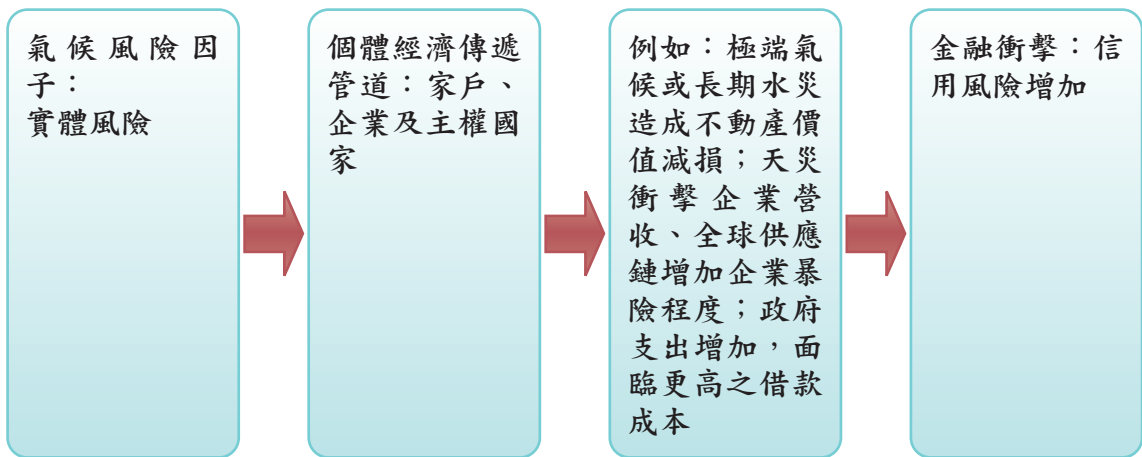 氣候風險因
子：
實體風險
個體經濟傳遞
管道：家戶、
企業及主權國
家
例如：極端氣
候或長期水災
造成不動產價
值減損；天災
衝擊企業營
收、全球供應
鏈增加企業暴
險程度；政府
支出增加，面
臨更高之借款
成本
金融衝擊：信
用風險增加